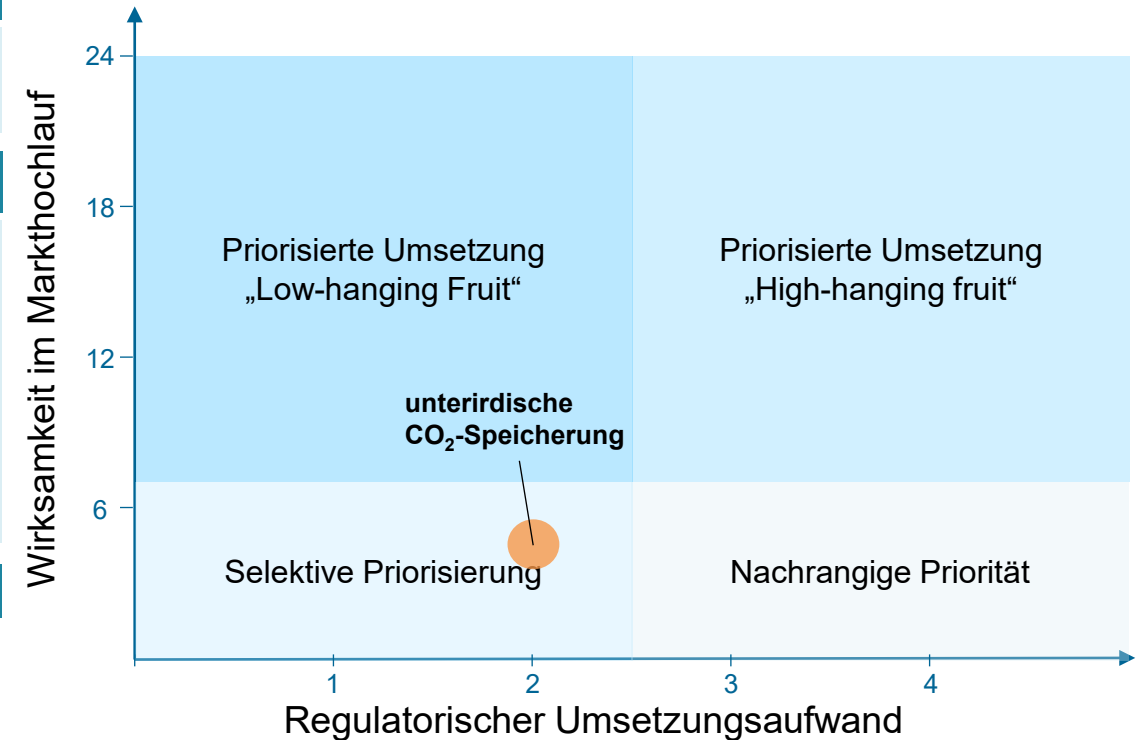 24
18
12
6
Wirksamkeit im Markthochlauf
Priorisierte Umsetzung
„Low-hanging Fruit“
Priorisierte Umsetzung
„High-hanging fruit“
unterirdische
CO₂-Speicherung
Selektive Priorisierung
Nachrangige Priorität
1
2
3
4
Regulatorischer Umsetzungsaufwand